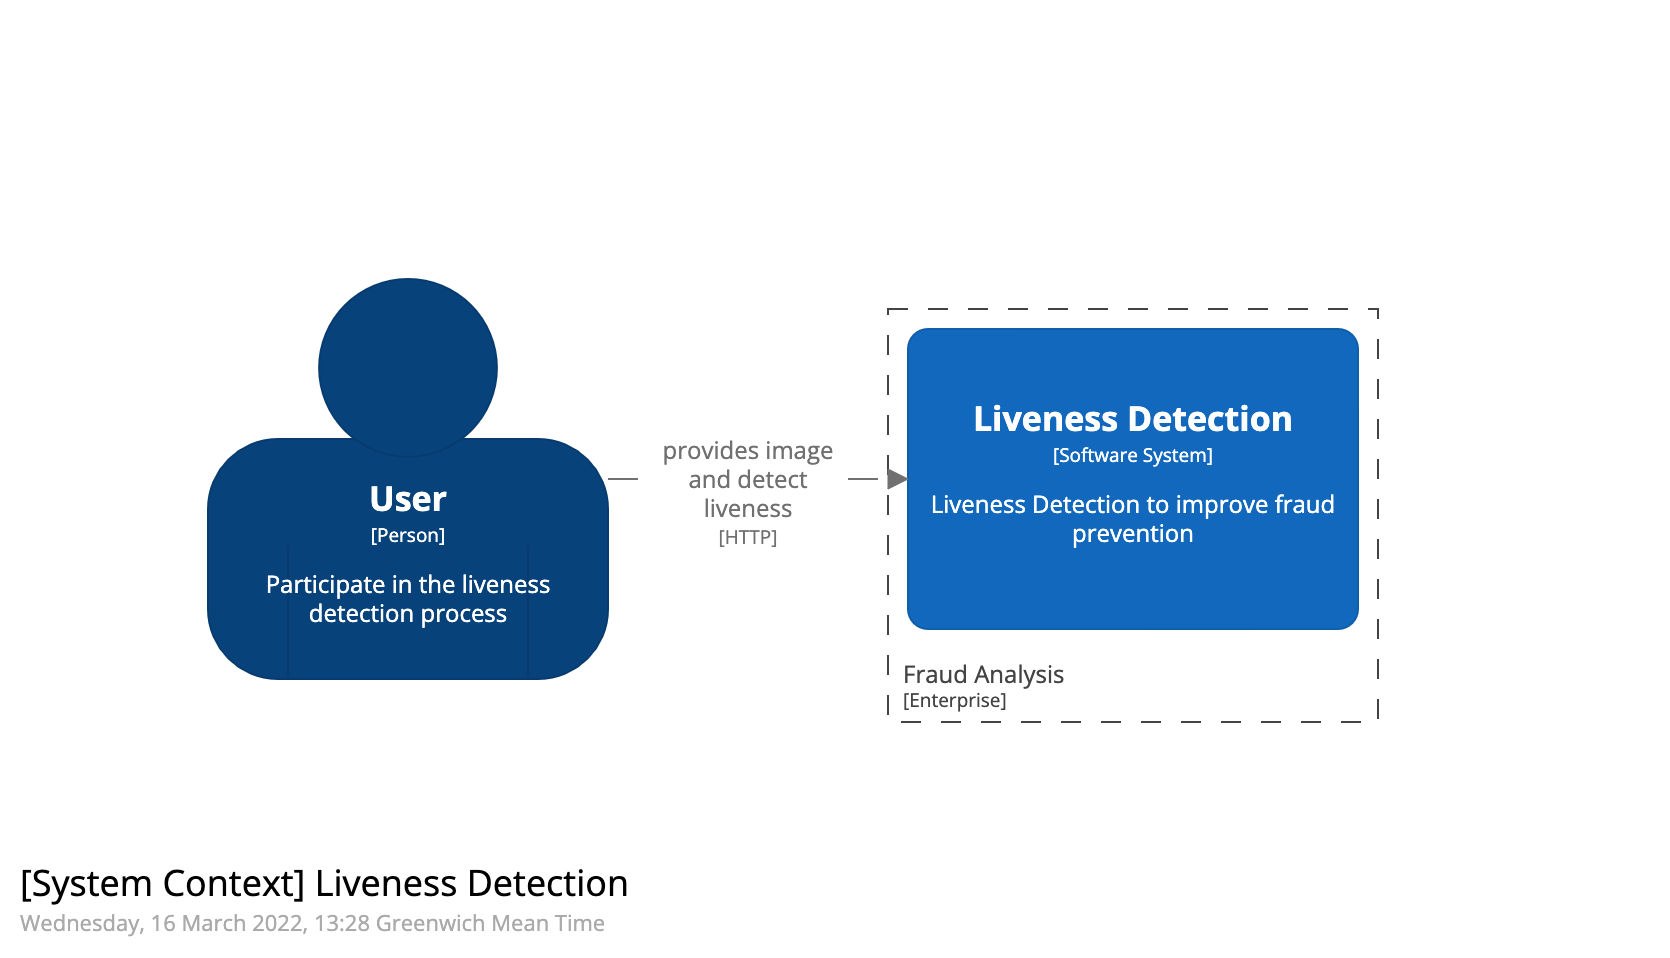 User
[Person]
Participate in the liveness
detection process
provides image
and detect
liveness
[HTTP]
Liveness Detection
[Software System]
Liveness Detection to improve fraud
prevention
Fraud Analysis
[Enterprise]
[System Context] Liveness Detection
Wednesday, 16 March 2022, 13:28 Greenwich Mean Time